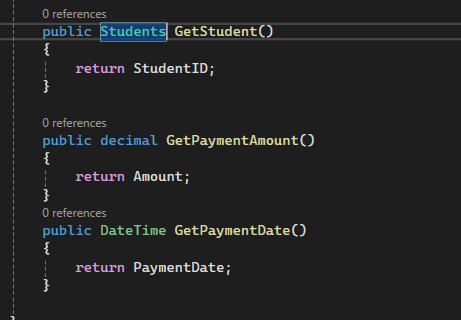 0 references
public Students GetStudent()
{
return StudentID;
}
0 references
public decimal GetPaymentAmount()
{
return Amount;
}
0 references
public DateTime GetPaymentDate()
{
return PaymentDate;
}
}